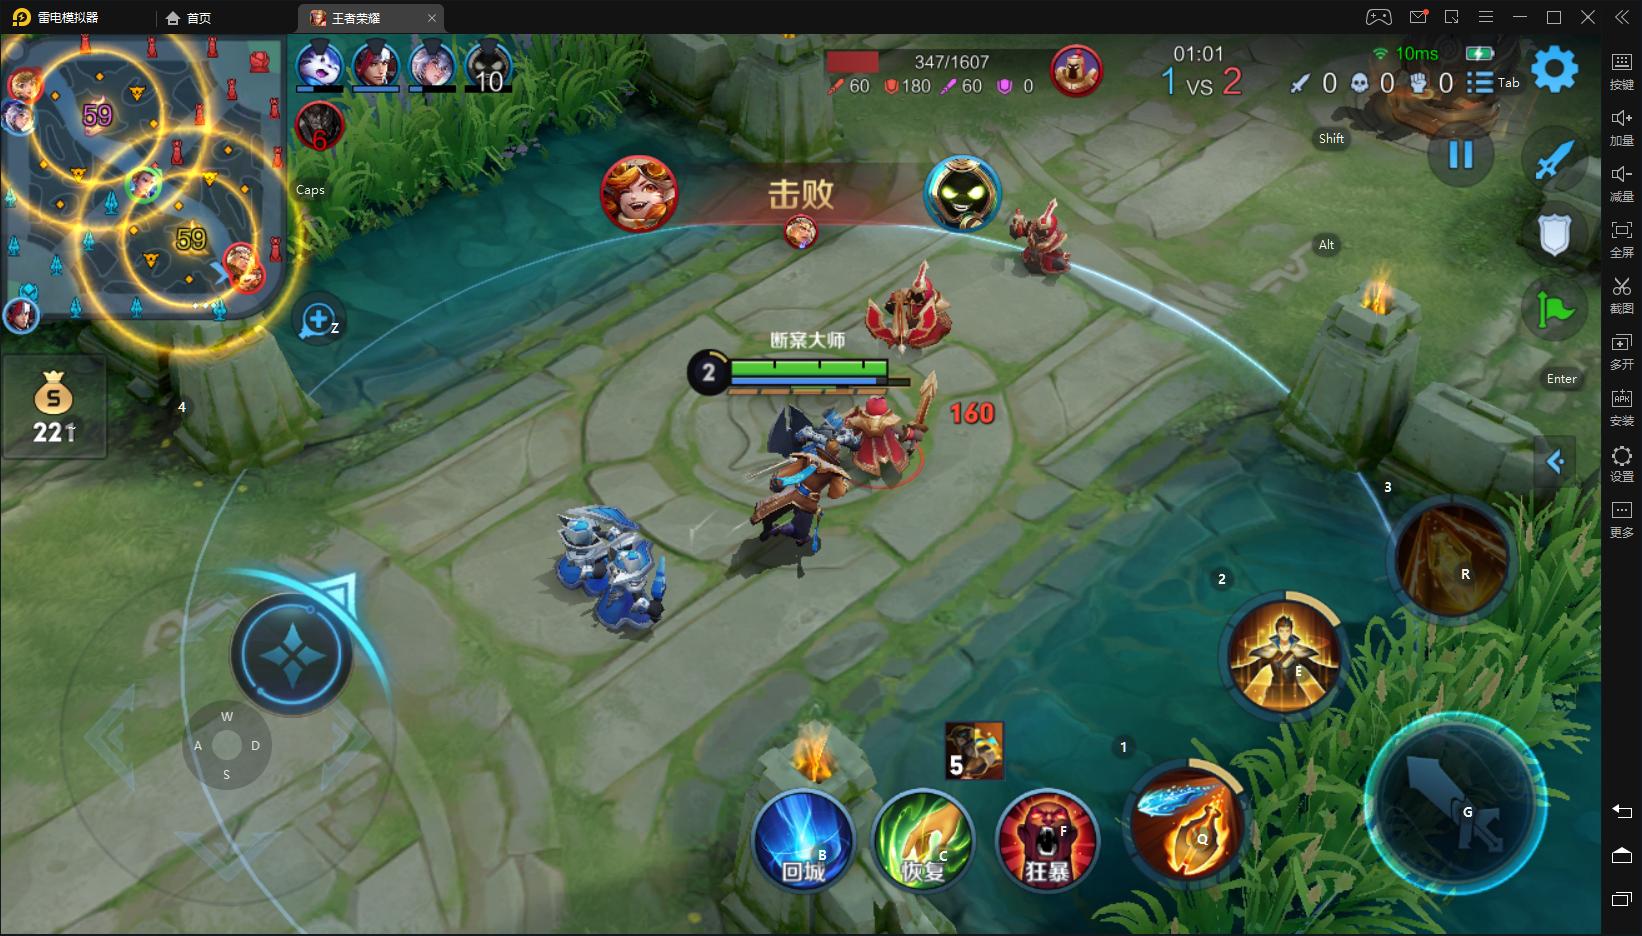 雷电模拟器
首页
王者荣耀
59
59
Caps
10
6
347/1607
60 180 60 0
01:01
1 VS 2
10ms
0 0 0 Tab
Shift
Alt
Enter
击败
Z
S
221
4
断案大师
2
160
3
R
2
E
1
Q
G
W
A D
S
5
B
回城
C
恢复
F
狂暴
按键
加量
减量
全屏
截图
多开
APK
安装
设置
更多